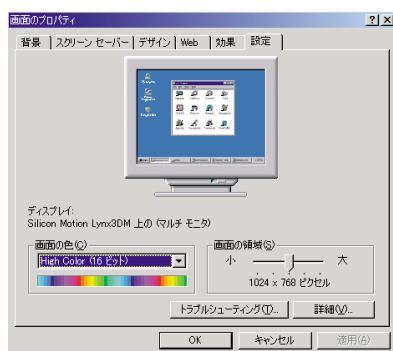 画面のプロパティ
背景 スクリーン セーバー デザイン Web 効果 設定
ディスプレイ:
Silicon Motion Lynx3DM 上の (マルチ モニタ)
画面の色(C)
High Color (16 ビット)
画面の領域(S)
小 大
1024 x 768 ピクセル
トラブルシューティング(T)... 詳細(V)...
OK キャンセル 適用(A)